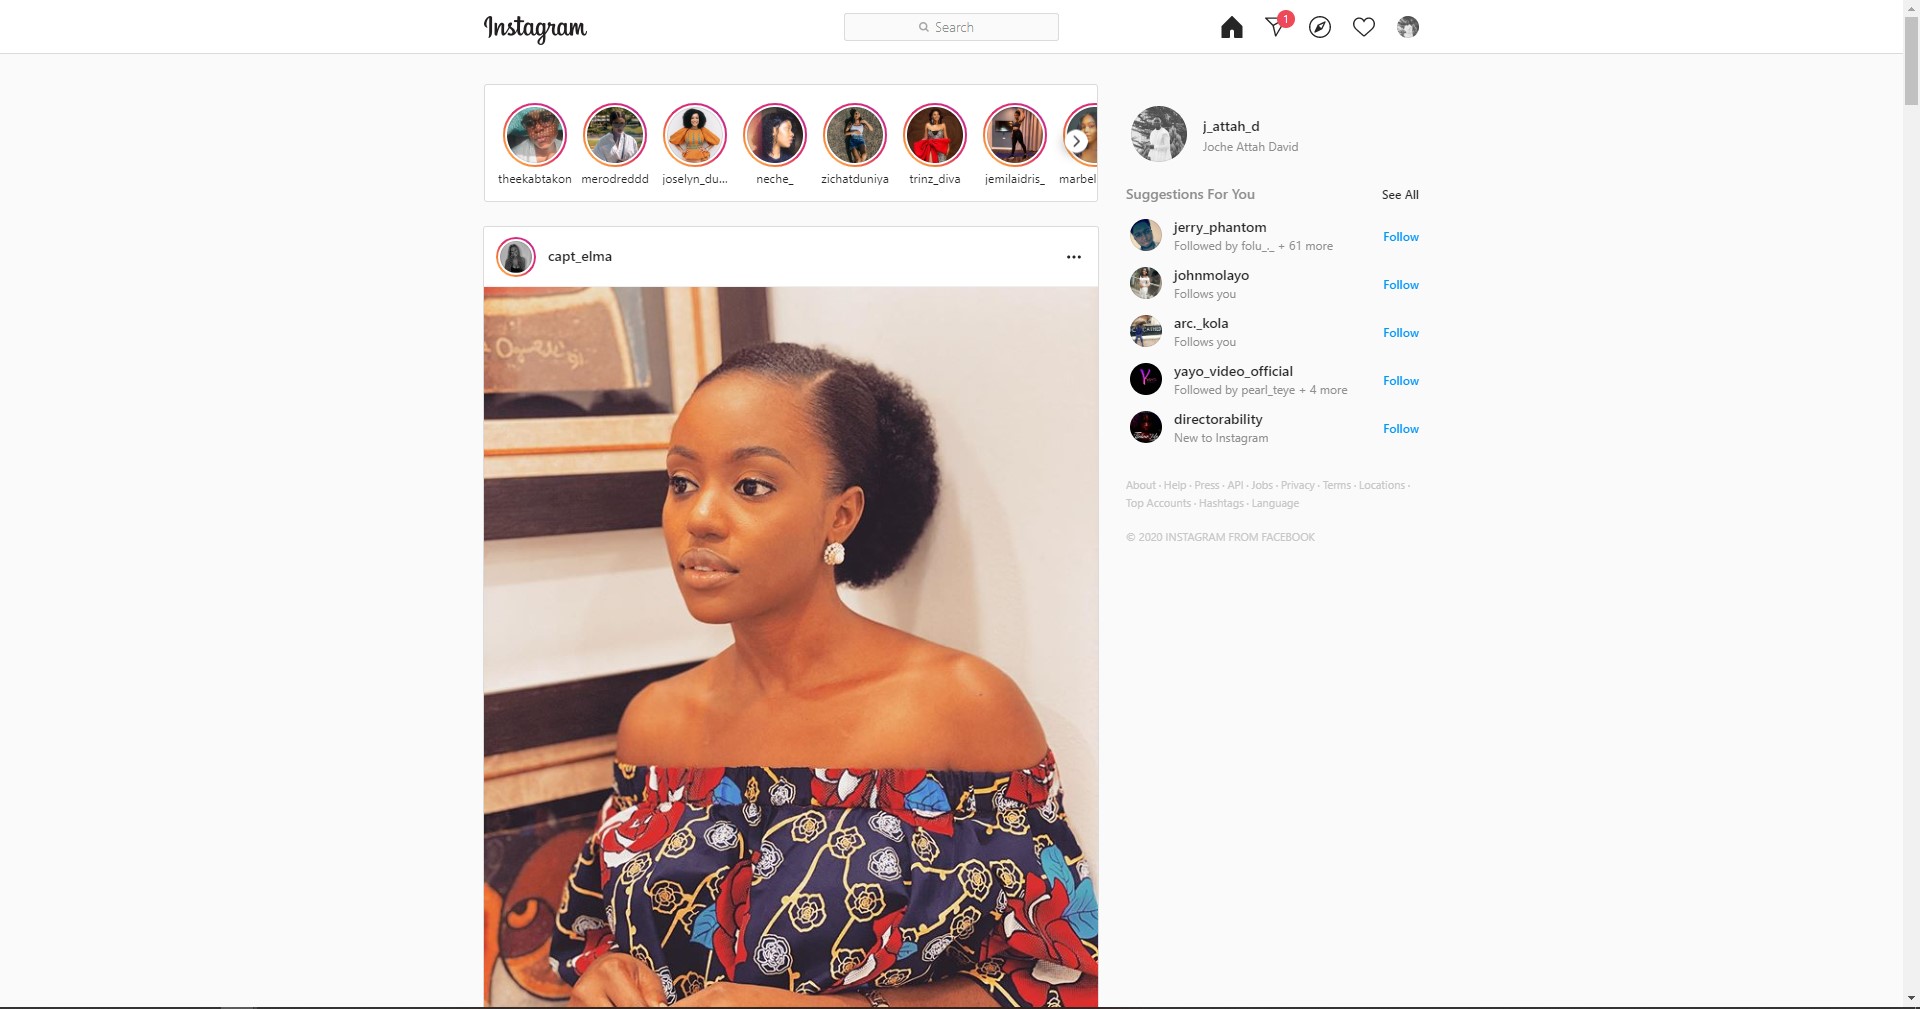 Instagram
Search
1
theekabtakon
merodreddd
joselyn_du...
neche_
zichatduniya
trinz_diva
jemilaidris_
marbel
j_attah_d
Joche Attah David
Suggestions For You
See All
jerry_phantom
Followed by folu_._ + 61 more
Follow
johnmolayo
Follows you
Follow
arc._kola
Follows you
Follow
yayo_video_official
Followed by pearl_teye + 4 more
Follow
directorability
New to Instagram
Follow
About · Help · Press · API · Jobs · Privacy · Terms · Locations ·
Top Accounts · Hashtags · Language
© 2020 INSTAGRAM FROM FACEBOOK
capt_elma